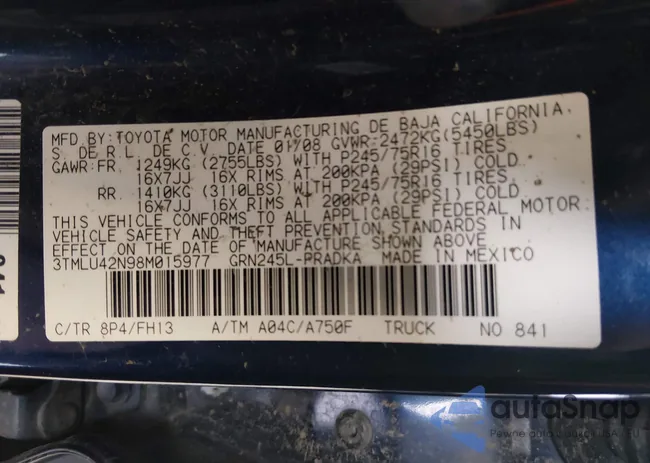 MFD BY: TOYOTA MOTOR MANUFACTURING DE BAJA CALIFORNIA,
S. DE R.L. DE C.V. DATE 01/08 GVWR: 2472KG(5450LBS)
GAWR:FR. 1249KG (2755LBS) WITH P245/75R16 TIRES,
16X7JJ 16X RIMS AT 200KPA (29PSI) COLD.
RR. 1410KG (3110LBS) WITH P245/75R16 TIRES,
16X7JJ 16X RIMS AT 200KPA (29PSI) COLD.
THIS VEHICLE CONFORMS TO ALL APPLICABLE FEDERAL MOTOR
VEHICLE SAFETY AND THEFT PREVENTION STANDARDS IN
EFFECT ON THE DATE OF MANUFACTURE SHOWN ABOVE.
3TMLU42N98M015977 GRN245L-PRADKA MADE IN MEXICO
C/TR 8P4/FH13 A/TM A04C/A750F TRUCK NO 841
autoSnap